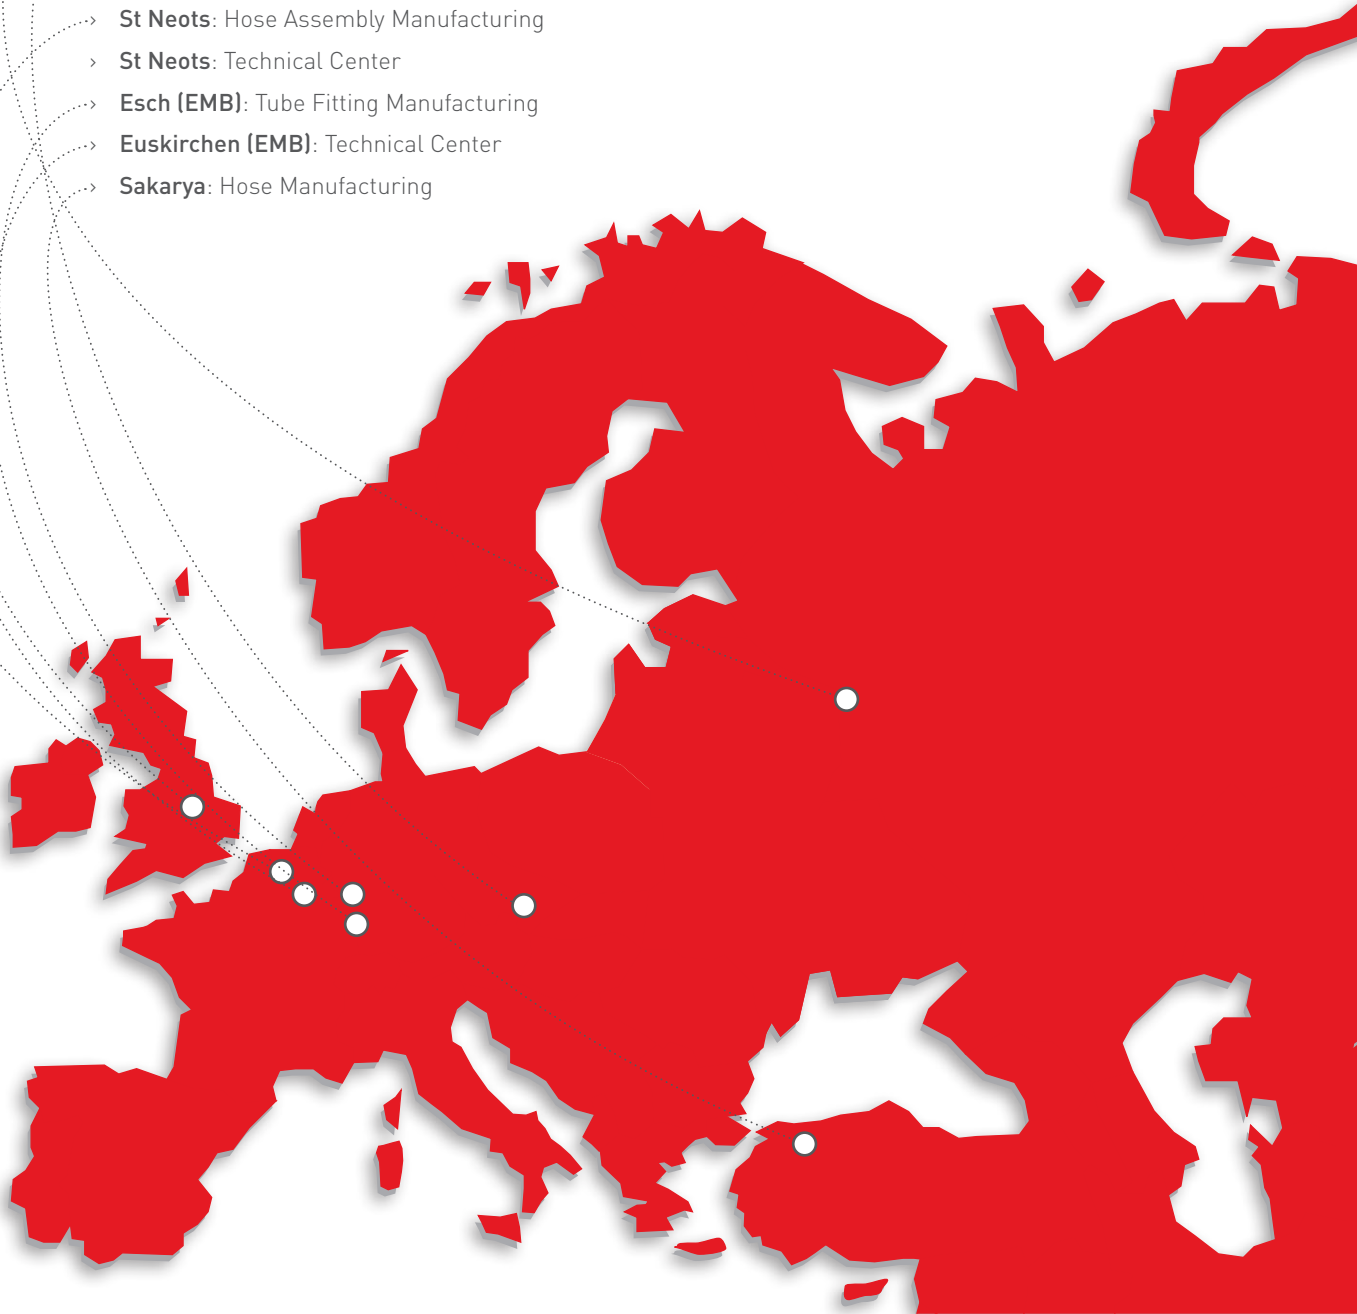 St Neots: Hose Assembly Manufacturing
St Neots: Technical Center
Esch (EMB): Tube Fitting Manufacturing
Euskirchen (EMB): Technical Center
Sakarya: Hose Manufacturing